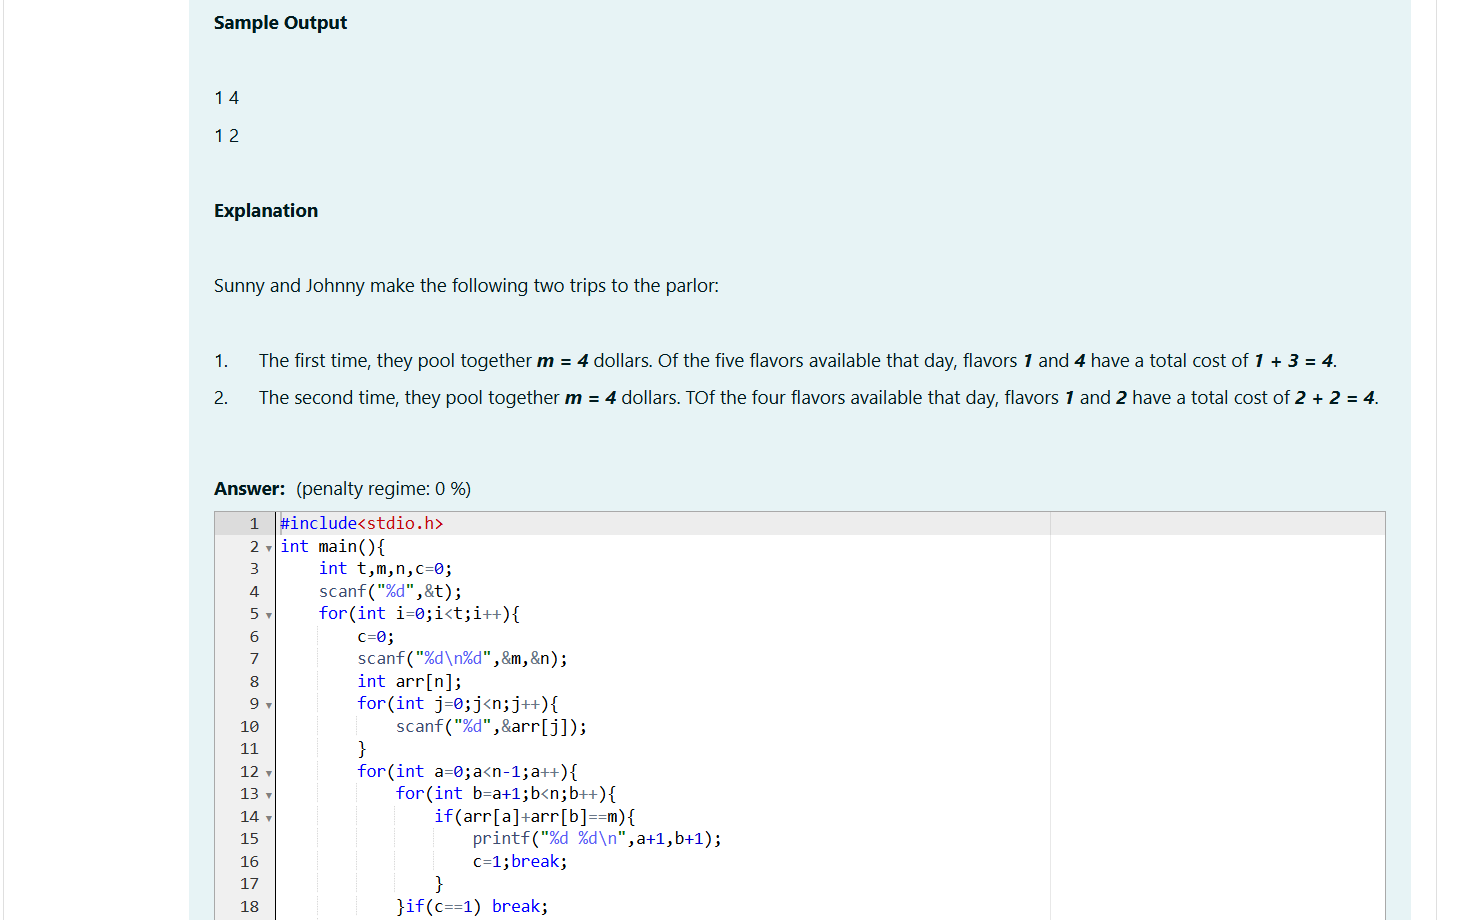 Sample Output
1 4
1 2
Explanation
Sunny and Johnny make the following two trips to the parlor:
1. The first time, they pool together m = 4 dollars. Of the five flavors available that day, flavors 1 and 4 have a total cost of 1 + 3 = 4.
2. The second time, they pool together m = 4 dollars. TOf the four flavors available that day, flavors 1 and 2 have a total cost of 2 + 2 = 4.
Answer: (penalty regime: 0 %)
1 #include<stdio.h>
2 int main(){
3     int t,m,n,c=0;
4     scanf("%d",&t);
5     for(int i=0;i<t;i++){
6         c=0;
7         scanf("%d\n%d",&m,&n);
8         int arr[n];
9         for(int j=0;j<n;j++){
10             scanf("%d",&arr[j]);
11         }
12         for(int a=0;a<n-1;a++){
13             for(int b=a+1;b<n;b++){
14                 if(arr[a]+arr[b]==m){
15                     printf("%d %d\n",a+1,b+1);
16                     c=1;break;
17                 }
18             }if(c==1) break;